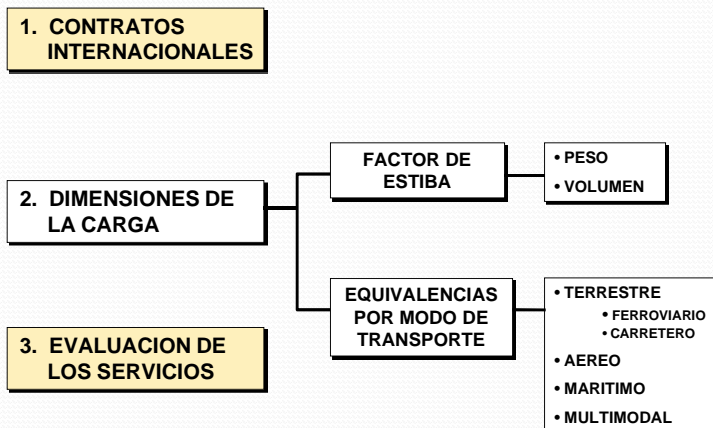 1. CONTRATOS
INTERNACIONALES
2. DIMENSIONES DE
LA CARGA
FACTOR DE
ESTIBA
• PESO
• VOLUMEN
EQUIVALENCIAS
POR MODO DE
TRANSPORTE
• TERRESTRE
• FERROVIARIO
• CARRETERO
• AEREO
• MARITIMO
• MULTIMODAL
3. EVALUACION DE
LOS SERVICIOS